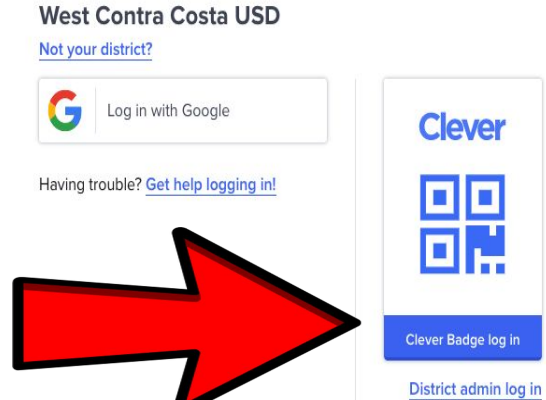 West Contra Costa USD
Not your district?
Log in with Google
Having trouble? Get help logging in!
Clever
Clever Badge log in
District admin log in